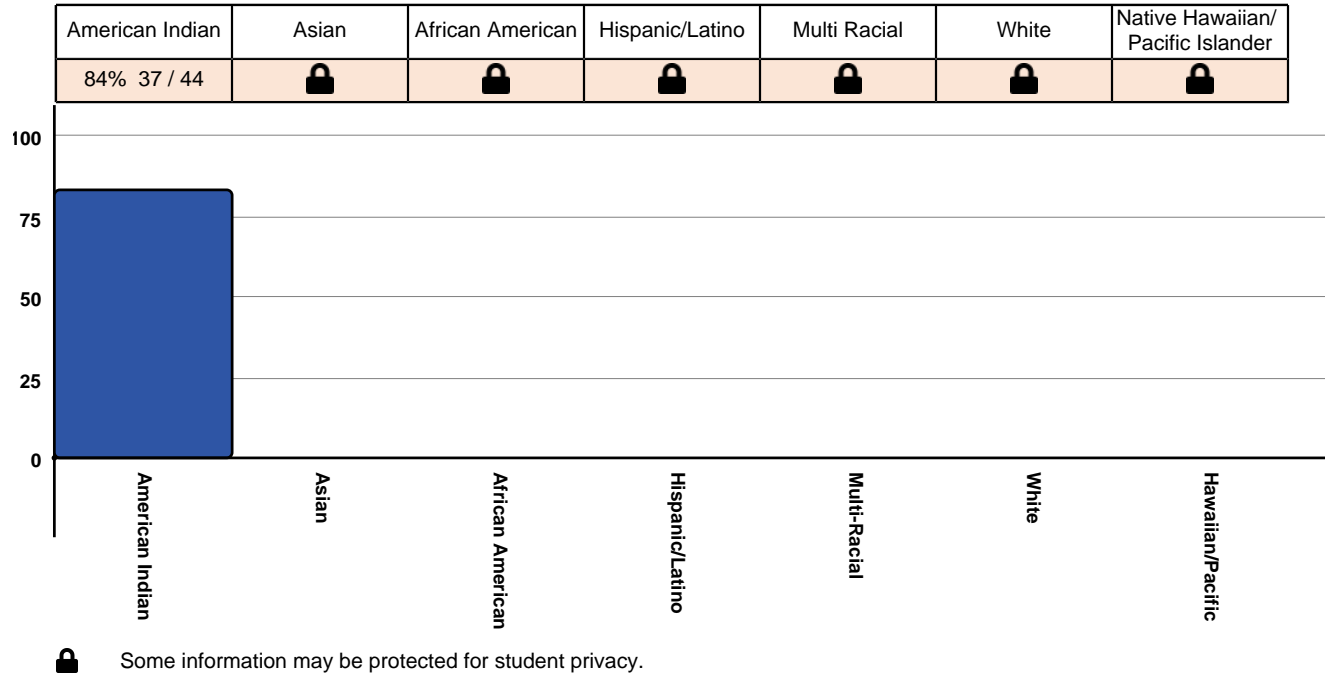 American Indian Asian African American Hispanic/Latino Multi Racial White Native Hawaiian/
Pacific Islander
84% 37 / 44
100
75
50
25
0
American Indian
Asian
African American
Hispanic/Latino
Multi-Racial
White
Hawaiian/Pacific
Some information may be protected for student privacy.